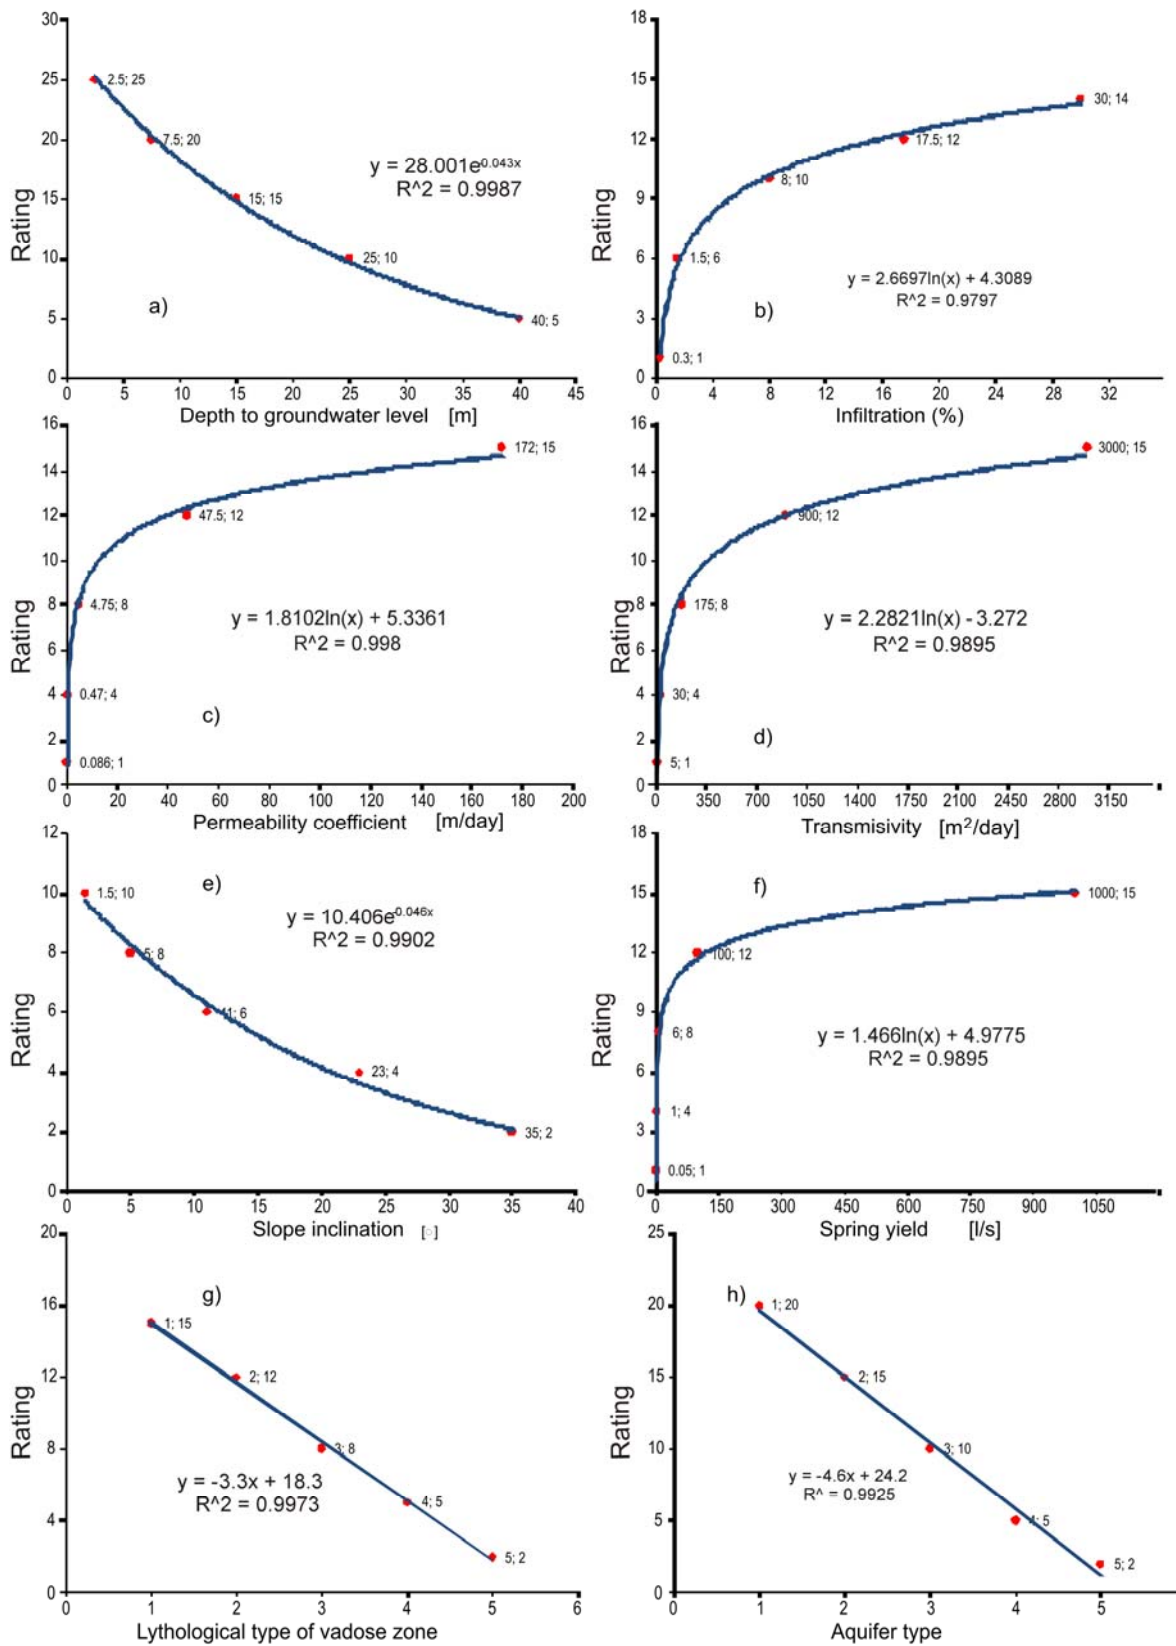 30
25
20
15
10
5
0
Rating
2.5; 25
7.5; 20
15; 15
25; 10
40; 5
y = 28.001e0.043x
R^2 = 0.9987
a)
0 5 10 15 20 25 30 35 40 45
Depth to groundwater level [m]
18
15
12
9
6
3
0
Rating
30; 14
17.5; 12
8; 10
1.5; 6
0.3; 1
y = 2.6697ln(x) + 4.3089
R^2 = 0.9797
b)
0 4 8 12 16 20 24 28 32
Infiltration (%)
16
14
12
10
8
6
4
2
0
Rating
172; 15
47.5; 12
4.75; 8
0.47; 4
0.086; 1
y = 1.8102ln(x) + 5.3361
R^2 = 0.998
c)
0 20 40 60 80 100 120 140 160 180 200
Permeability coefficient [m/day]
16
14
12
10
8
6
4
2
0
Rating
3000; 15
900; 12
175; 8
30; 4
5; 1
y = 2.2821ln(x) - 3.272
R^2 = 0.9895
d)
0 350 700 1050 1400 1750 2100 2450 2800 3150
Transmisivity [m2/day]
12
10
8
6
4
2
0
Rating
1.5; 10
5; 8
11; 6
23; 4
35; 2
e)
y = 10.406e-0.046x
R^2 = 0.9902
0 5 10 15 20 25 30 35 40
Slope inclination [○]
15
12
9
6
3
0
Rating
1000; 15
100; 12
6; 8
1; 4
0.05; 1
f)
y = 1.466ln(x) + 4.9775
R^2 = 0.9895
0 150 300 450 600 750 900 1050
Spring yield [l/s]
20
16
12
8
4
0
Rating
1; 15
2; 12
3; 8
4; 5
5; 2
g)
y = -3.3x + 18.3
R^2 = 0.9973
0 1 2 3 4 5 6
Lythological type of vadose zone
25
20
15
10
5
0
Rating
1; 20
2; 15
3; 10
4; 5
5; 2
h)
y = -4.6x + 24.2
R^ = 0.9925
0 1 2 3 4 5
Aquifer type